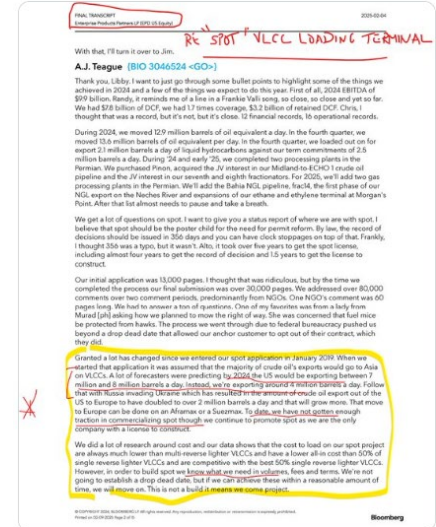 FINAL TRANSCRIPT
2025-02-04
Enterprise Products Partners LP (EPD US Equity)
RE "SPOT" VLCC LOADING TERMINAL
With that, I'll turn it over to Jim.
A.J. Teague (BIO 3046524 <GO>)
Thank you, Libby. I want to just go through some bullet points to highlight some of the things we
achieved in 2024 and a few of the things we expect to do this year. First of all, 2024 EBITDA of
$9.9 billion. Randy, it reminds me of a line in a Frankie Valli song, so close, so close and yet so far.
We had $7.8 billion of DCF, we had 1.7 times coverage, $3.2 billion of retained DCF. Chris, I
thought that was a record, but it's not, but it's close. 12 financial records, 16 operational records.
During 2024, we moved 12.9 million barrels of oil equivalent a day. In the fourth quarter, we
moved 13.6 million barrels of oil equivalent per day. In the fourth quarter, we loaded out on for
export 2.1 million barrels a day of liquid hydrocarbons against our term commitments of 2.5
million barrels a day. During '24 and early '25, we completed two processing plants in the
Permian. We purchased Pinon, acquired the JV interest in our Midland-to-ECHO 1 crude oil
pipeline and the JV interest in our seventh and eighth fractionators. For 2025, we'll add two gas
processing plants in the Permian. We'll add the Bahia NGL pipeline, frac14, the first phase of our
NGL export on the Neches River and expansions of our ethane and ethylene terminal at Morgan's
Point. After that list almost needs to pause and take a breath.
We get a lot of questions on spot. I want to give you a status report of where we are with spot. I
believe that spot should be the poster child for the need for permit reform. By law, the record of
decisions should be issued in 356 days and you can have clock stoppages on top of that. Frankly,
I thought 356 was a typo, but it wasn't. Alto, it took over five years to get the spot license,
including almost four years to get the record of decision and 1.5 years to get the license to
construct.
Our initial application was 13,000 pages. I thought that was ridiculous, but by the time we
completed the process our final submission was over 20,000 pages. We addressed over 80,000
comments over two comment periods, predominantly from NGOs. One NGO's comment was 60
pages long. We had to answer a ton of questions. One of my favorites was from a lady from
Murad [ph] asking how we planned to mow the right of way. She was concerned that fuel mice
be protected from hawks. The process we went through due to federal bureaucracy pushed us
beyond a drop dead date that allowed our anchor customer to opt out of their contract, which
they did.
Granted a lot has changed since we entered our spot application in January 2019. When we
started that application it was assumed that the majority of crude oil's exports would go to Asia
on VLCCs. A lot of forecasters were predicting by 2024 the US would be exporting between 7
million and 8 million barrels a day. Instead, we're exporting around 4 million barrels a day. Follow
that with Russia invading Ukraine which has resulted in the amount of crude oil export out of the
US to Europe to have doubled to over 2 million barrels a day and that will grow more. That move
to Europe can be done on an Aframax or a Suezmax. To date, we have not gotten enough
traction in commercializing spot though we continue to promote spot as we are the only
company with a license to construct.
We did a lot of research around cost and our data shows that the cost to load on our spot project
are always much lower than multi-reverse lighter VLCCs and have a lower all-in cost than 50% of
single reverse lighter VLCCs and are competitive with the best 50% single reverse lighter VLCCs.
However, in order to build spot we know what we need in volumes, fees and terms. We're not
going to establish a drop dead date, but if we can achieve these within a reasonable amount of
time, we will move on. This is not a build it means we come project.
Bloomberg